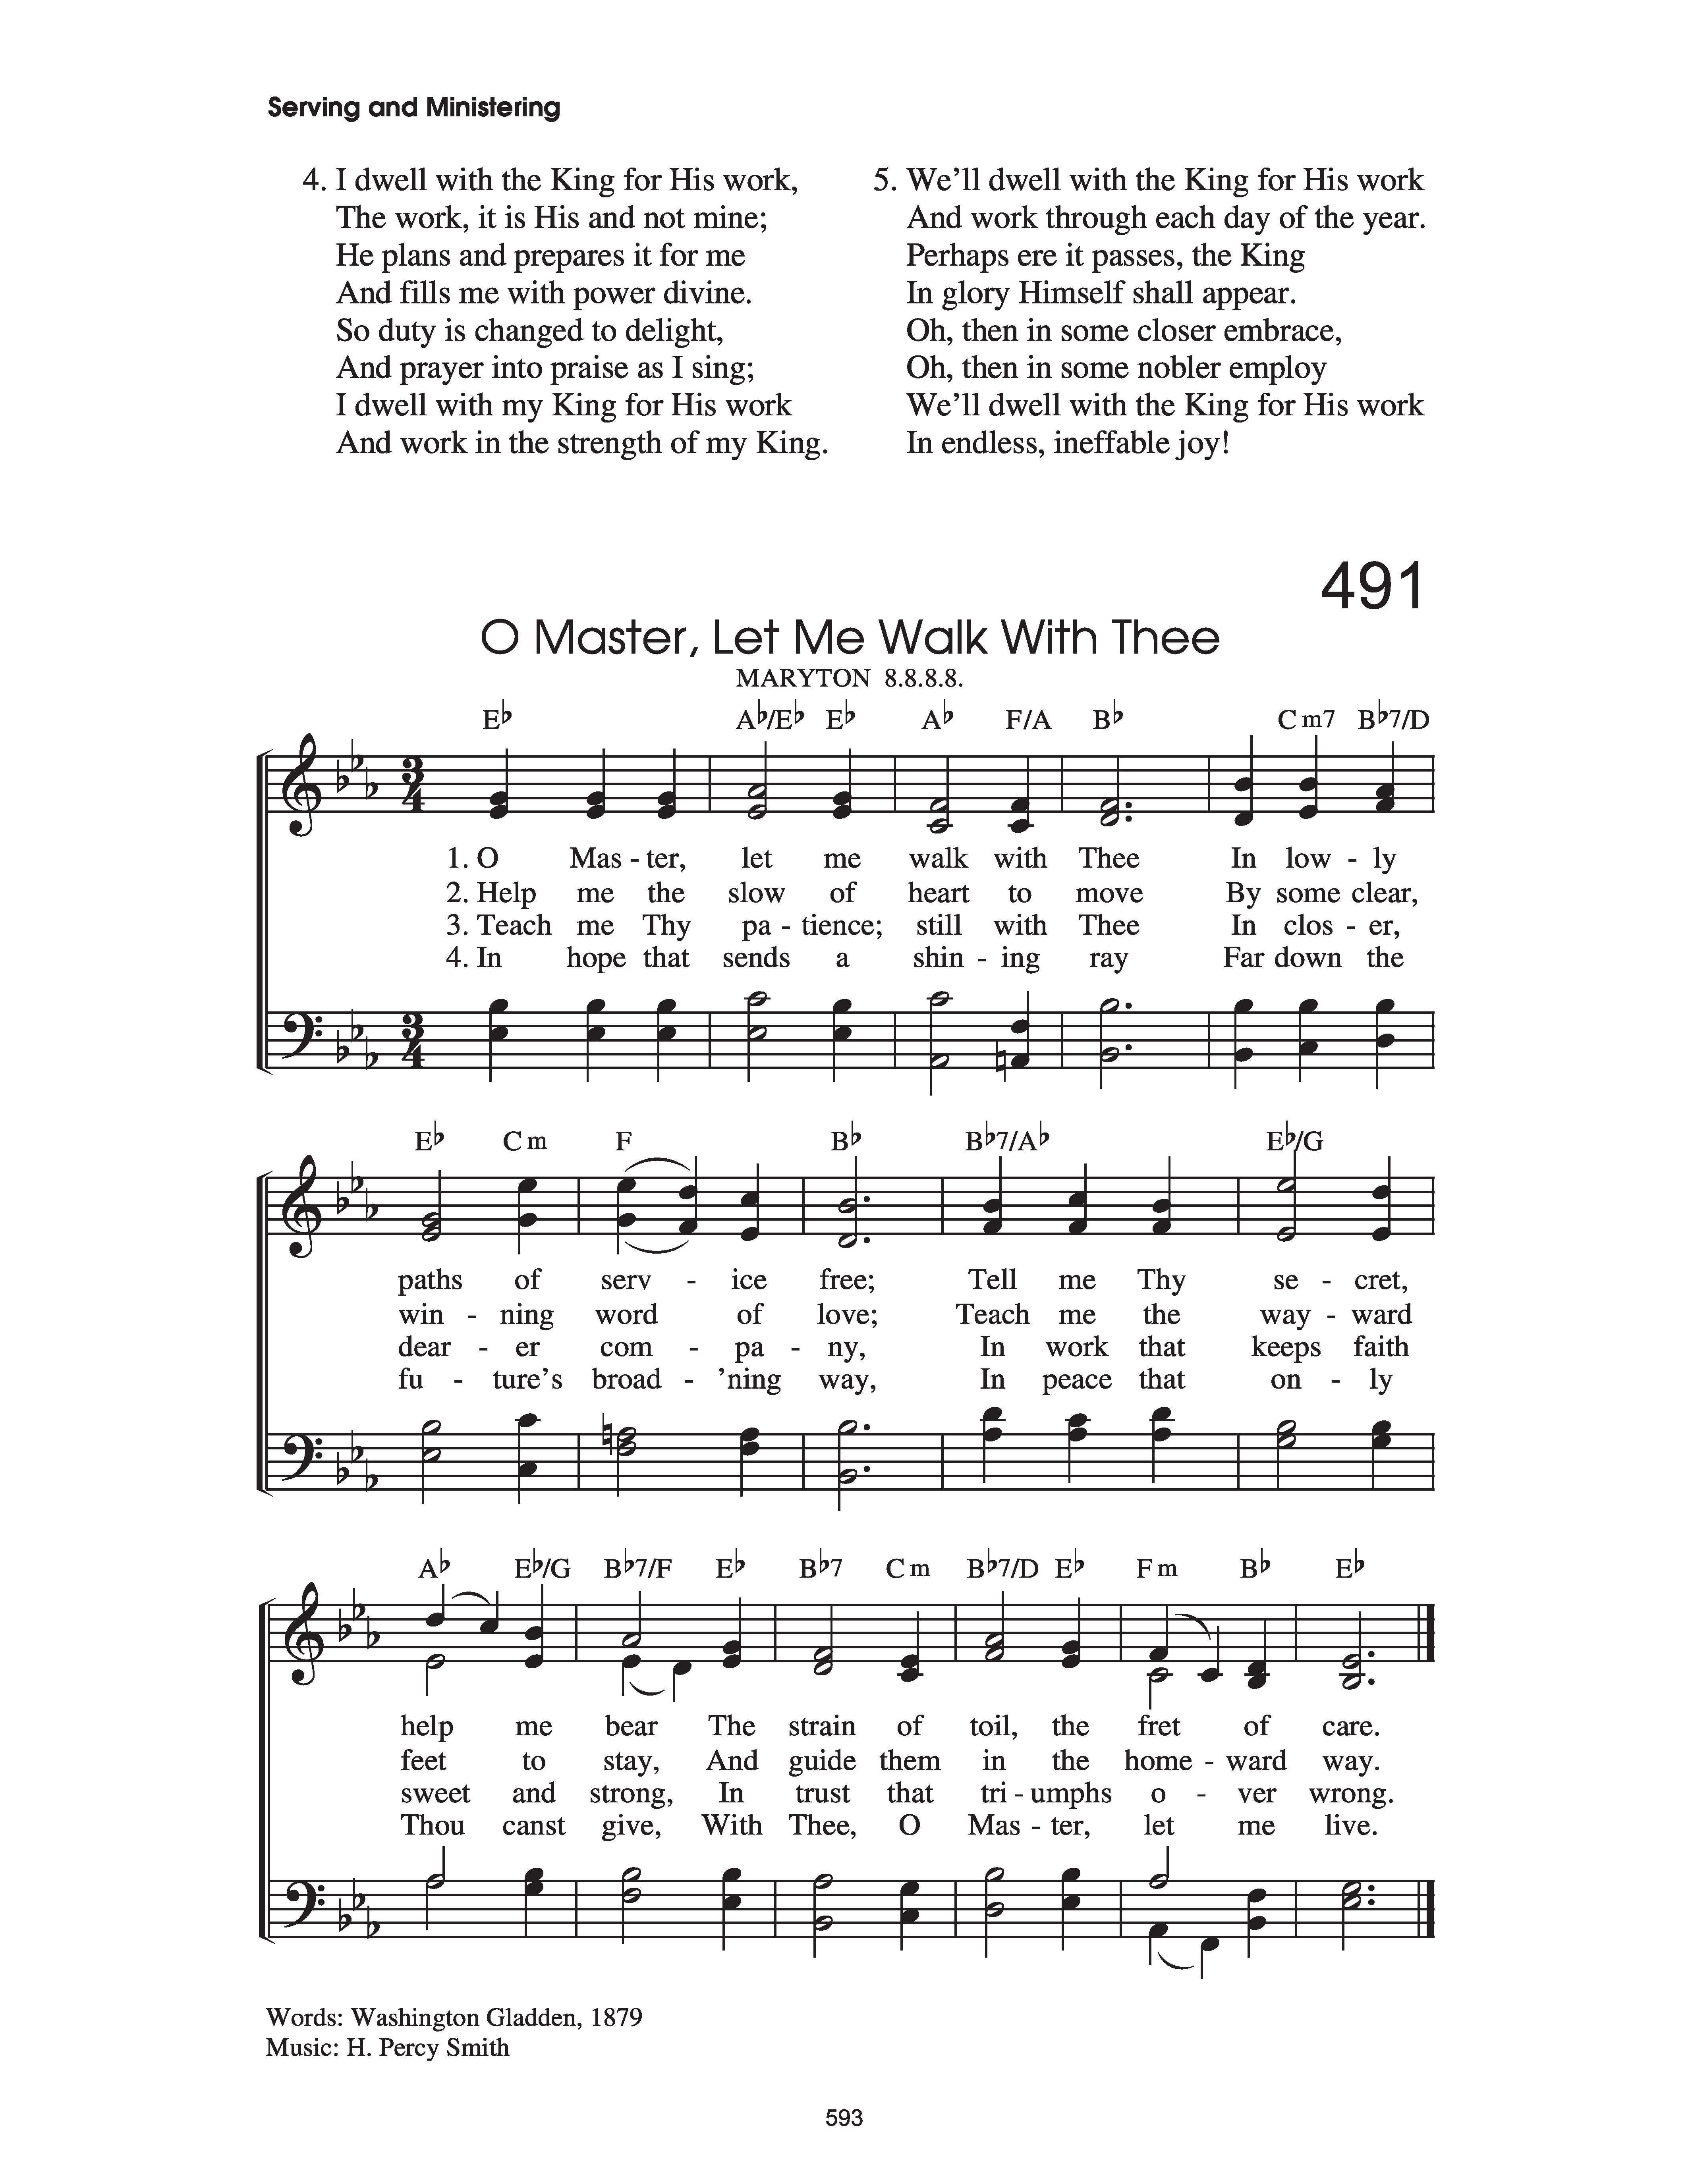 Serving and Ministering
4. I dwell with the King for His work,
The work, it is His and not mine;
He plans and prepares it for me
And fills me with power divine.
So duty is changed to delight,
And prayer into praise as I sing;
I dwell with my King for His work
And work in the strength of my King.
5. We’ll dwell with the King for His work
And work through each day of the year.
Perhaps ere it passes, the King
In glory Himself shall appear.
Oh, then in some closer embrace,
Oh, then in some nobler employ
We’ll dwell with the King for His work
In endless, ineffable joy!
491
O Master, Let Me Walk With Thee
MARYTON 8.8.8.8.
E♭ A♭/E♭ E♭ A♭ F/A B♭ C m7 B♭7/D
3/4
1. O Mas - ter, let me walk with Thee In low - ly
2. Help me the slow of heart to move By some clear,
3. Teach me Thy pa - tience; still with Thee In clos - er,
4. In hope that sends a shin - ing ray Far down the
3/4
E♭ C m F B♭ B♭7/A♭ E♭/G
paths of serv - ice free; Tell me Thy se - cret,
win - ning word of love; Teach me the way - ward
dear - er com - pa - ny, In work that keeps faith
fu - ture’s broad - ’ning way, In peace that on - ly
A♭ E♭/G B♭7/F E♭ B♭7 C m B♭7/D E♭ F m B♭ E♭
help me bear The strain of toil, the fret of care.
feet to stay, And guide them in the home - ward way.
sweet and strong, In trust that tri - umphs o - ver wrong.
Thou canst give, With Thee, O Mas - ter, let me live.
Words: Washington Gladden, 1879
Music: H. Percy Smith
593